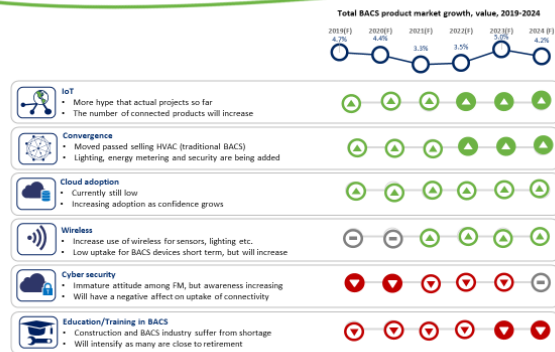 Total BACS product market growth, value, 2019-2024
2019(F) 2020(F) 2021(F) 2022(F) 2023(F) 2024 (F)
4.7% 4.4% 3.3% 3.5% 5.0% 4.2%
IoT
• More hype that actual projects so far
• The number of connected products will increase
Convergence
• Moved passed selling HVAC (traditional BACS)
• Lighting, energy metering and security are being added
Cloud adoption
• Currently still low
• Increasing adoption as confidence grows
Wireless
• Increase use of wireless for sensors, lighting etc.
• Low uptake for BACS devices short term, but will increase
Cyber security
• Immature attitude among FM, but awareness increasing
• Will have a negative affect on uptake of connectivity
Education/Training in BACS
• Construction and BACS industry suffer from shortage
• Will intensify as many are close to retirement